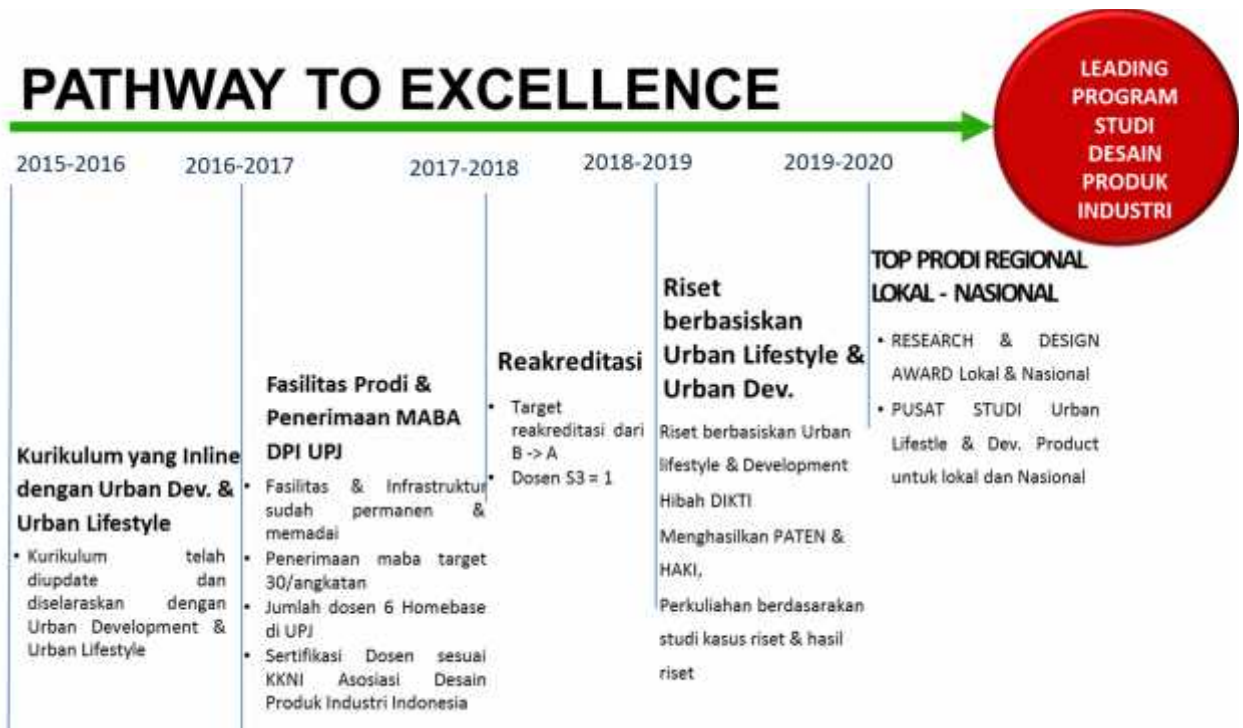 PATHWAY TO EXCELLENCE
LEADING
PROGRAM
STUDI
DESAIN
PRODUK
INDUSTRI
2015-2016
2016-2017
2017-2018
2018-2019
2019-2020
Kurikulum yang Inline
dengan Urban Dev. &
Urban Lifestyle
• Kurikulum telah
diupdate dan
diselaraskan dengan
Urban Development &
Urban Lifestyle
Fasilitas Prodi &
Penerimaan MABA
DPI UPJ
• Fasilitas & Infrastruktur
sudah permanen &
memadai
• Penerimaan maba target
30/angkatan
• Jumlah dosen 6 Homebase
di UPJ
• Sertifikasi Dosen sesuai
KKNI Asosiasi Desain
Produk Industri Indonesia
Reakreditasi
• Target
reakreditasi dari
B -> A
• Dosen S3 = 1
Riset
berbasiskan
Urban Lifestyle &
Urban Dev.
Riset berbasiskan Urban
lifestyle & Development
Hibah DIKTI
Menghasilkan PATEN &
HAKI,
Perkuliahan berdasarakan
studi kasus riset & hasil
riset
TOP PRODI REGIONAL
LOKAL - NASIONAL
• RESEARCH & DESIGN
AWARD Lokal & Nasional
• PUSAT STUDI Urban
Lifestle & Dev. Product
untuk lokal dan Nasional